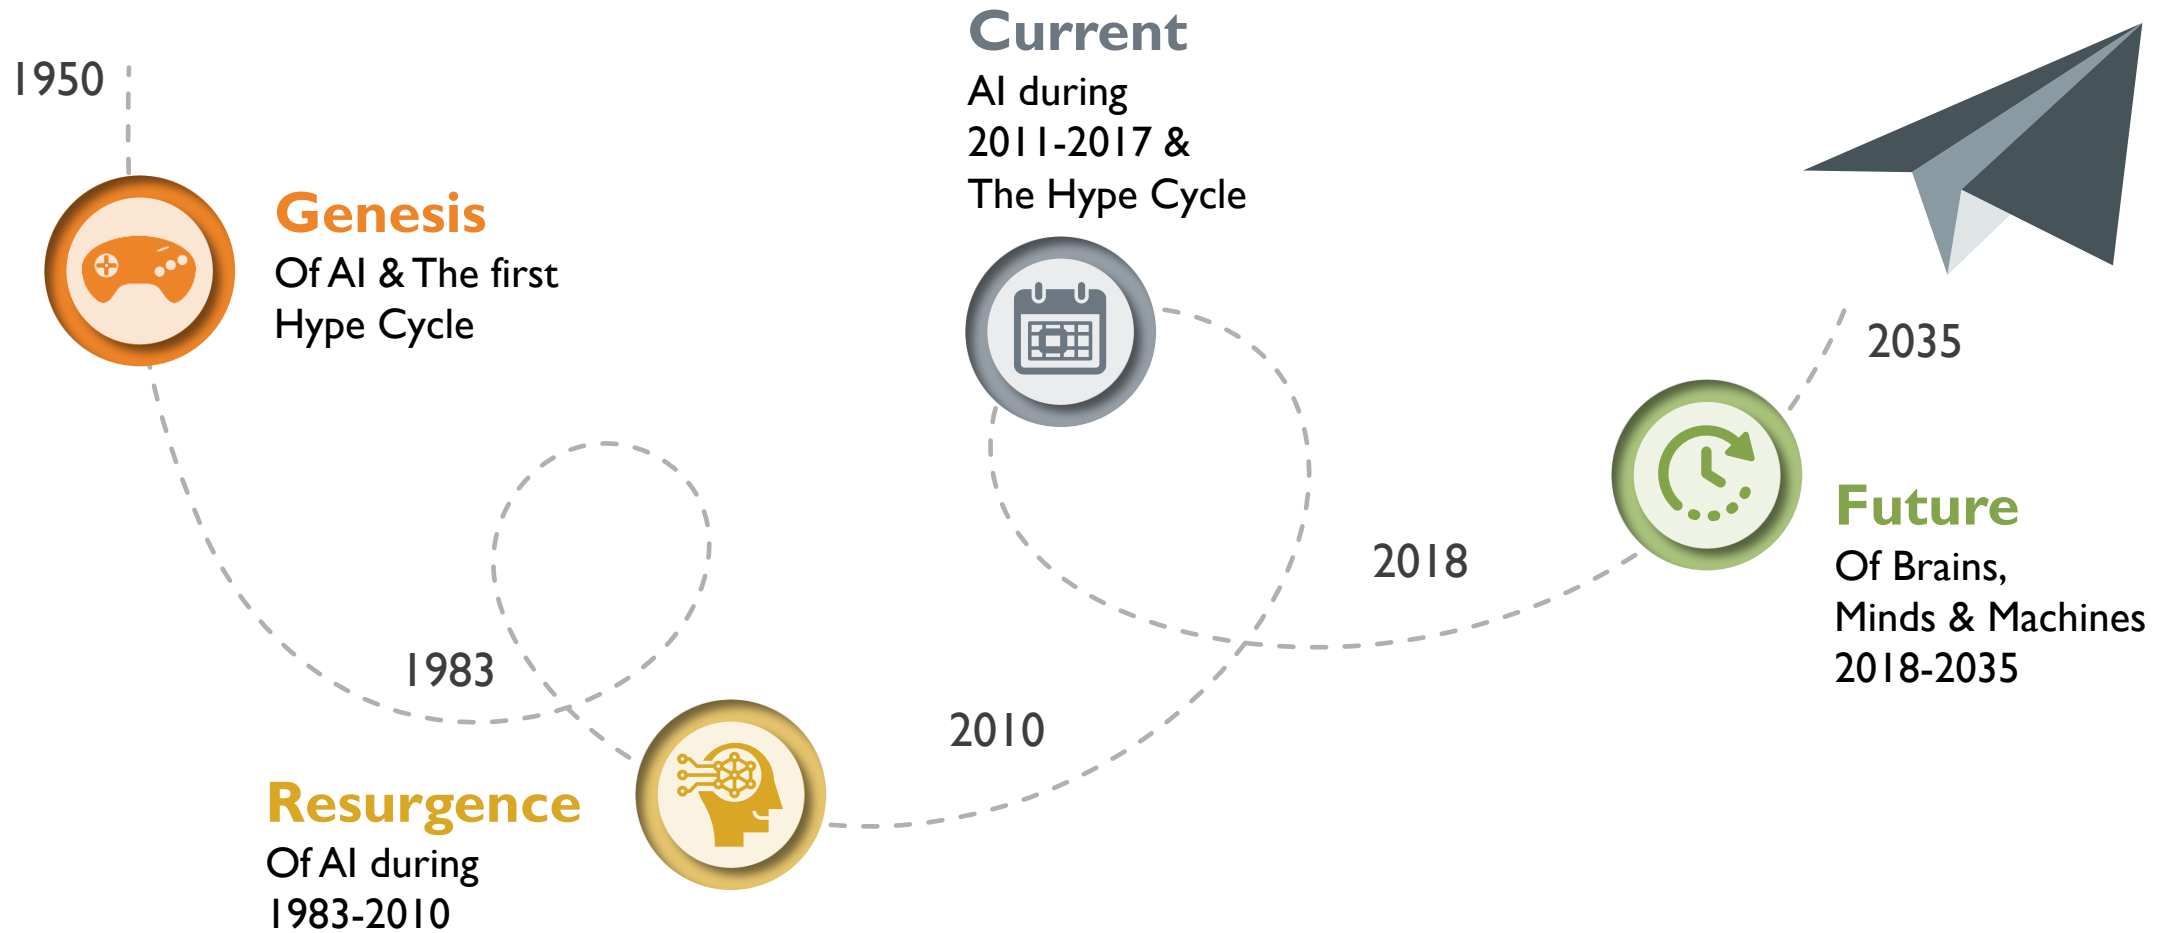 1950
Genesis
Of AI & The first
Hype Cycle
1983
Resurgence
Of AI during
1983-2010
2010
Current
AI during
2011-2017 &
The Hype Cycle
2018
Future
Of Brains,
Minds & Machines
2018-2035
2035